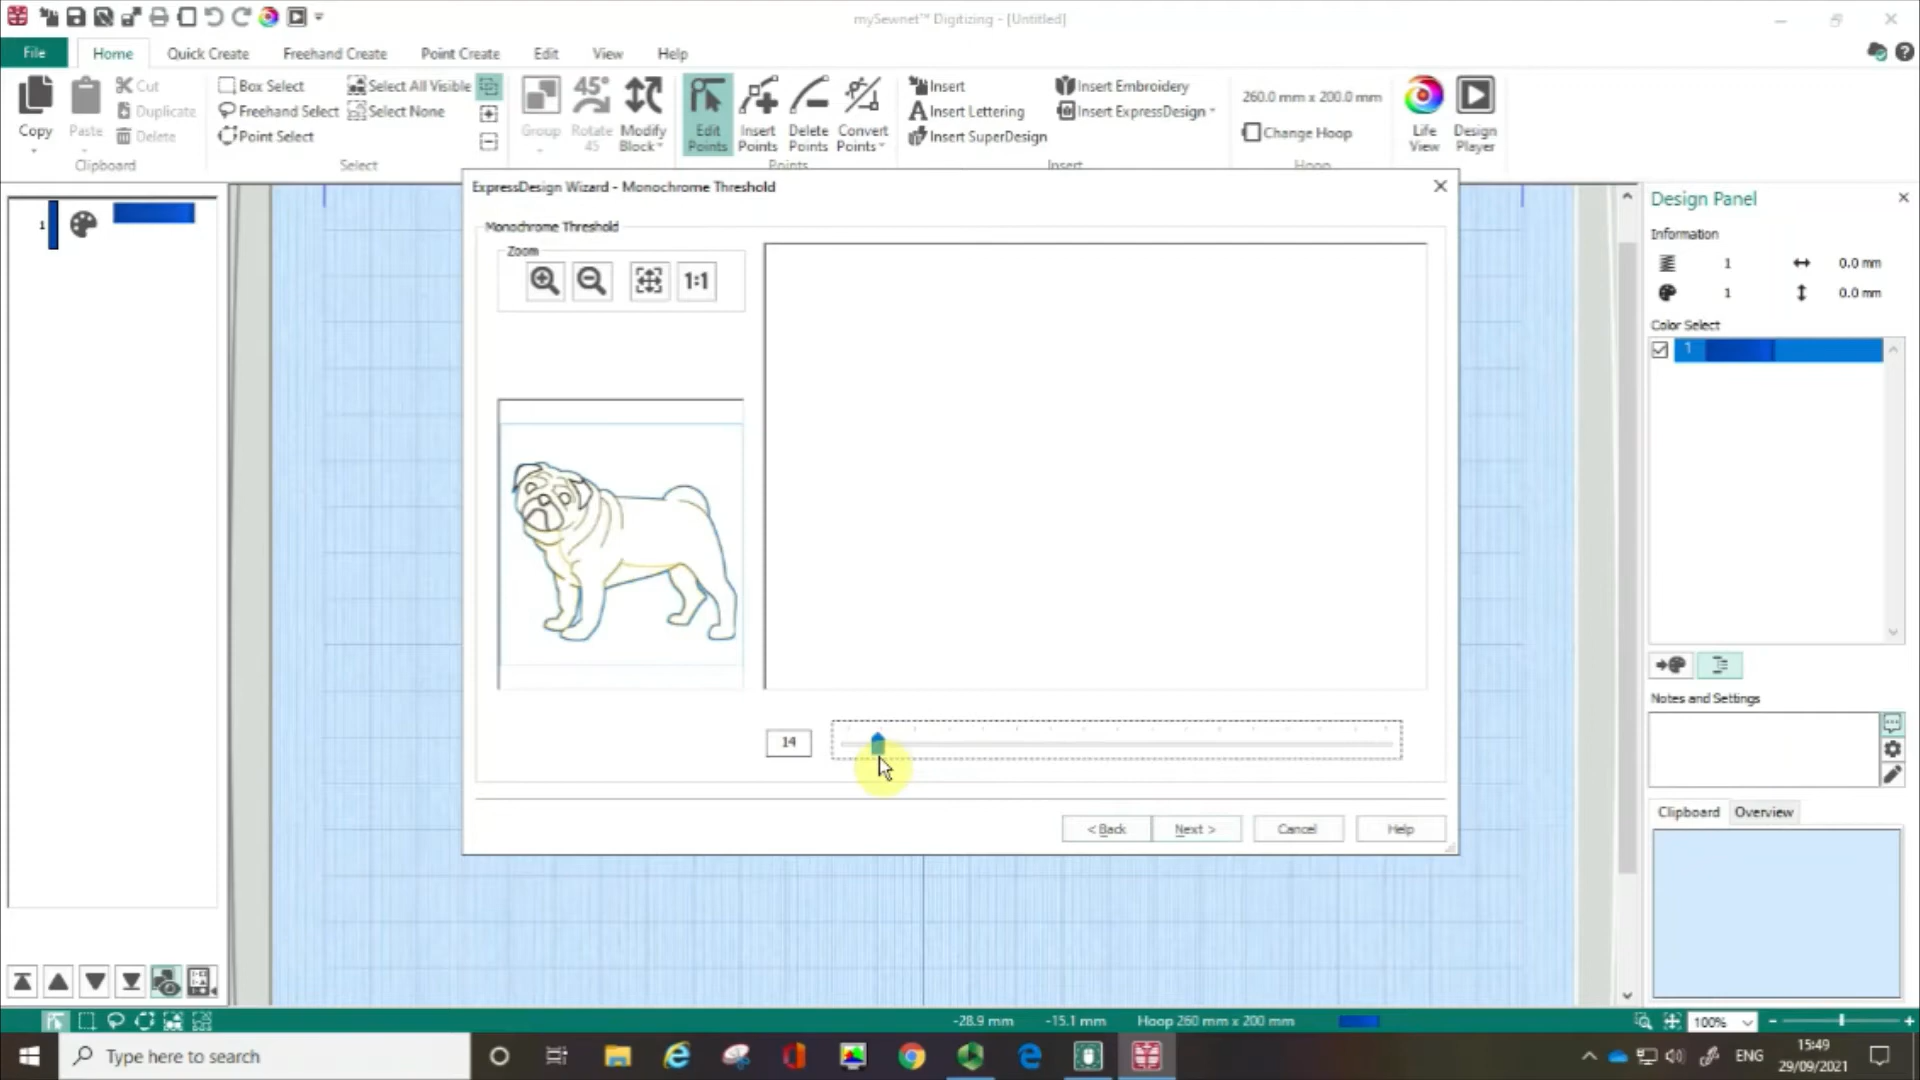 mySewnet™ Digitizing - [Untitled]
File
Home
Quick Create
Freehand Create
Point Create
Edit
View
Help
Copy
Paste
Cut
Duplicate
Delete
Clipboard
Box Select
Freehand Select
Point Select
Select All Visible
Select None
Select
Group
45°
Rotate
45
Modify
Block
Edit
Points
Insert
Points
Delete
Points
Convert
Points
Points
Insert
Insert Lettering
Insert SuperDesign
Insert Embroidery
Insert ExpressDesign
Insert
260.0 mm x 200.0 mm
Change Hoop
Hoop
Life
View
Design
Player
1
ExpressDesign Wizard - Monochrome Threshold
Monochrome Threshold
Zoom
1:1
14
< Back
Next >
Cancel
Help
Design Panel
Information
1
0.0 mm
1
0.0 mm
Color Select
1
Notes and Settings
Clipboard
Overview
-28.9 mm
-15.1 mm
Hoop 260 mm x 200 mm
100%
Type here to search
ENG
15:49
29/09/2021